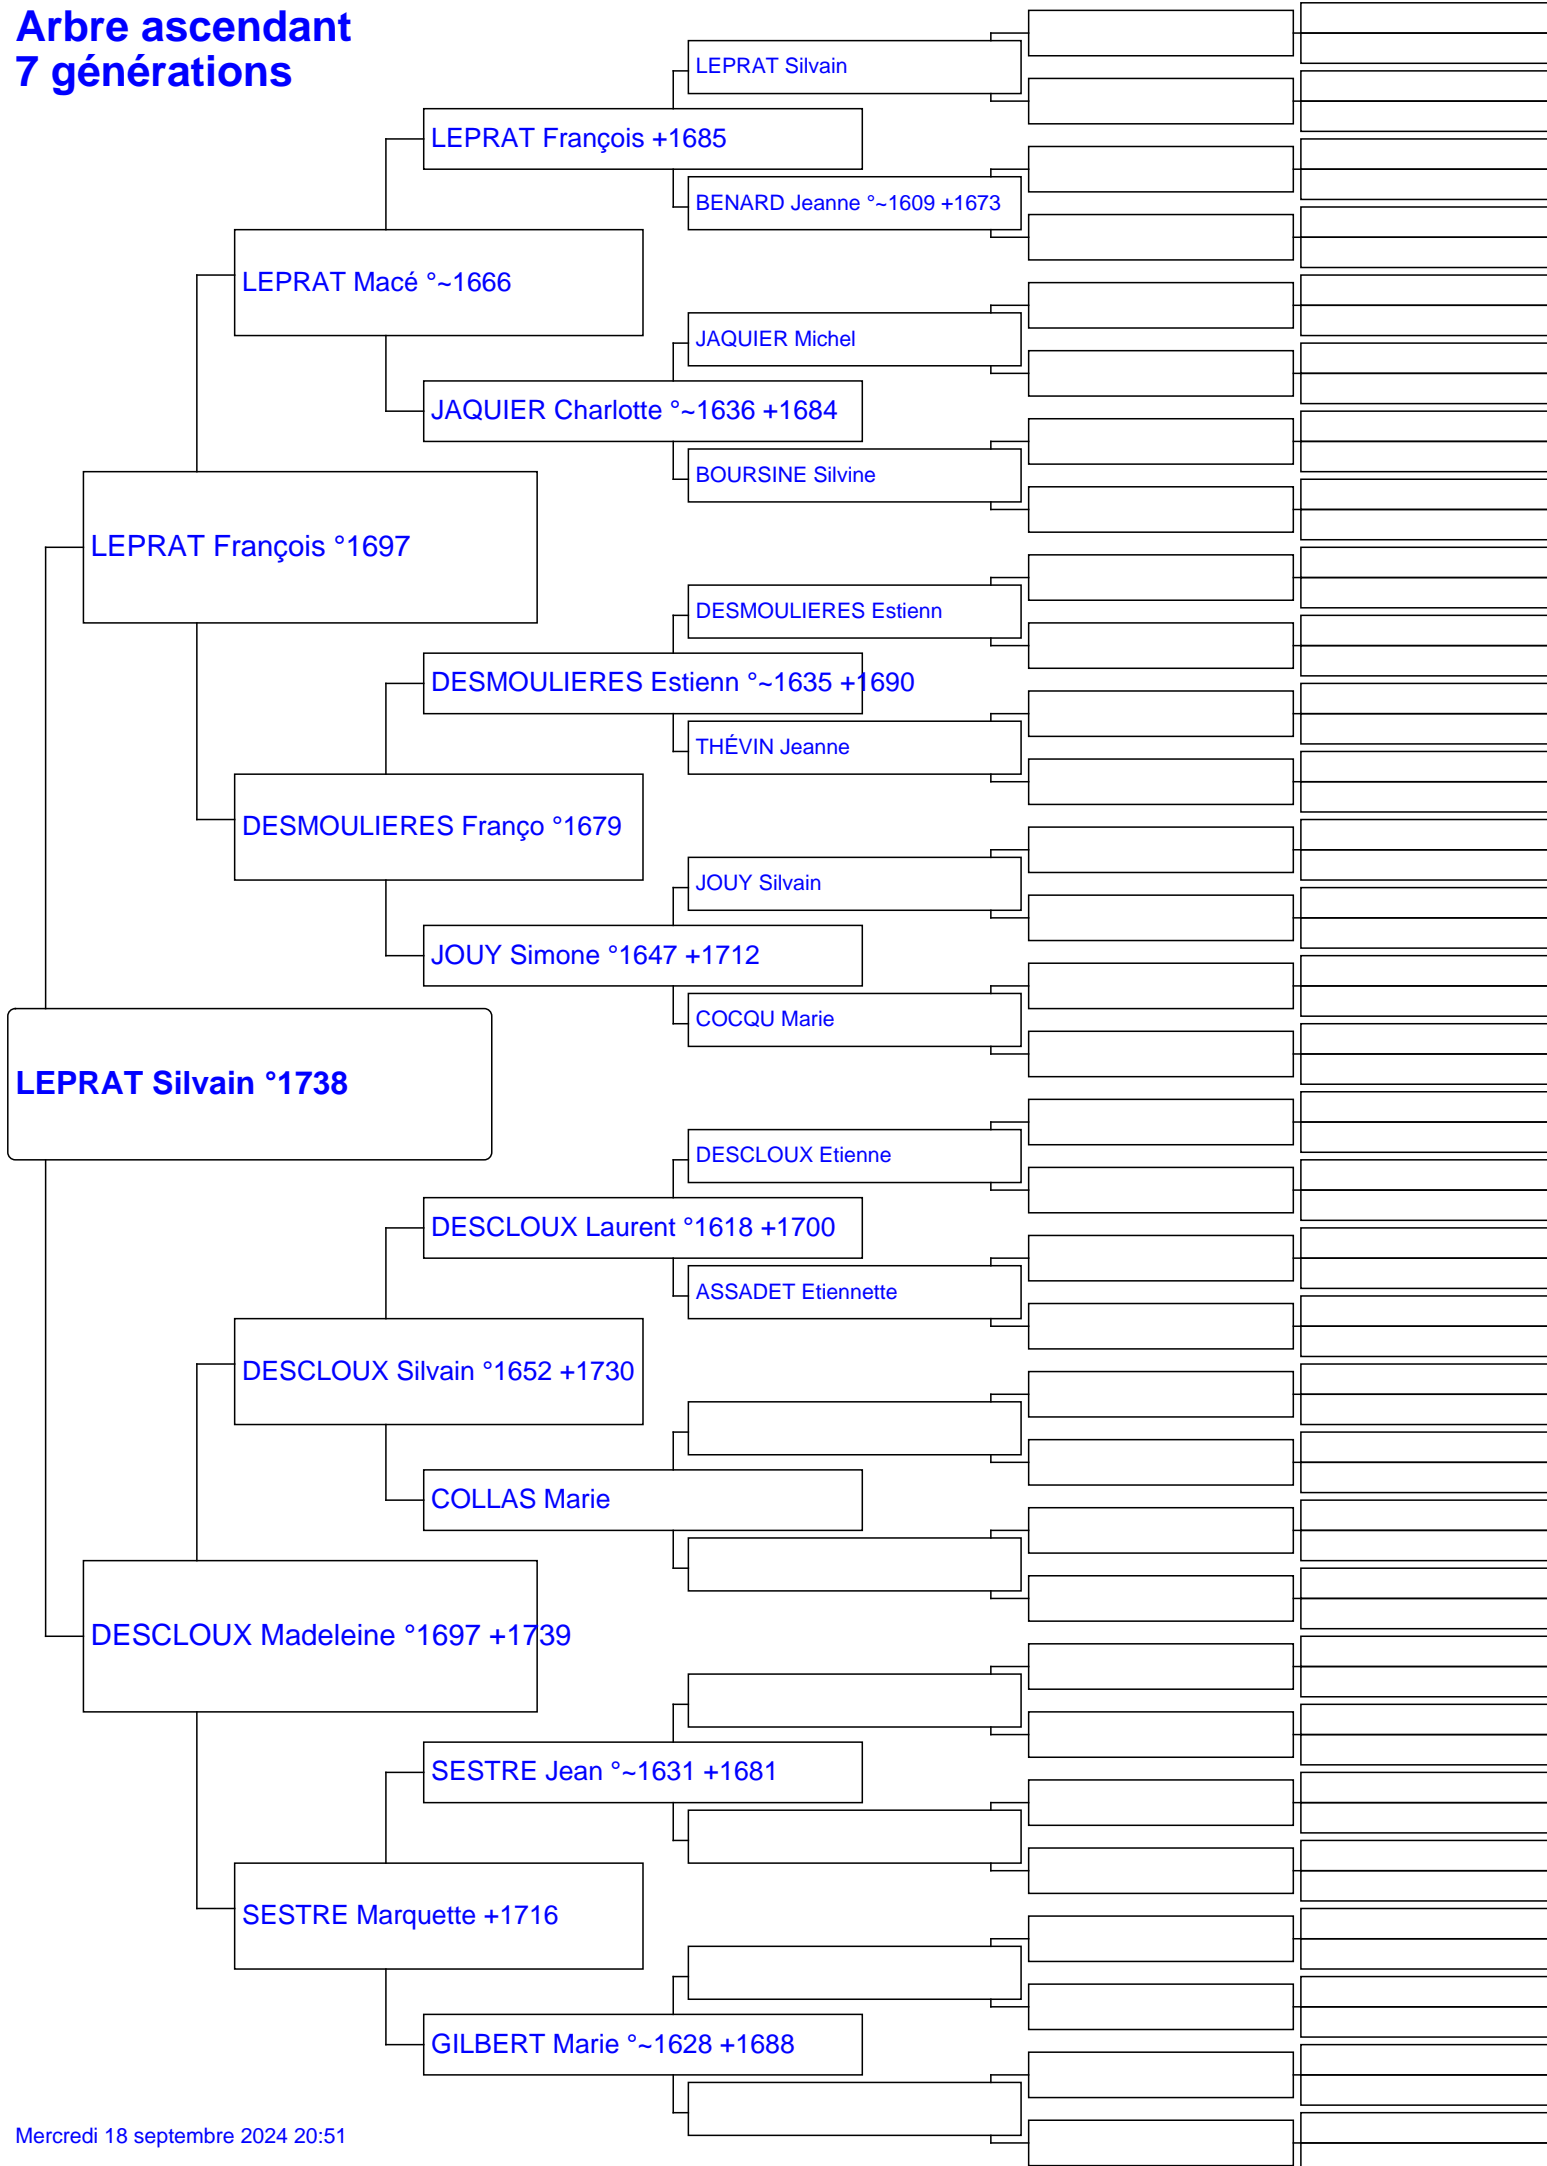 Arbre ascendant
7 générations
LEPRAT Silvain
LEPRAT François +1685
BENARD Jeanne °~1609 +1673
LEPRAT Macé °~1666
JAQUIER Michel
JAQUIER Charlotte °~1636 +1684
BOURSINE Silvine
LEPRAT François °1697
DESMOULIERES Estienn
DESMOULIERES Estienn °~1635 +1690
THÉVIN Jeanne
DESMOULIERES Franço °1679
JOUY Silvain
JOUY Simone °1647 +1712
COCQU Marie
LEPRAT Silvain °1738
DESCLOUX Etienne
DESCLOUX Laurent °1618 +1700
ASSADET Etiennette
DESCLOUX Silvain °1652 +1730
COLLAS Marie
DESCLOUX Madeleine °1697 +1739
SESTRE Jean °~1631 +1681
SESTRE Marquette +1716
GILBERT Marie °~1628 +1688
Mercredi 18 septembre 2024 20:51